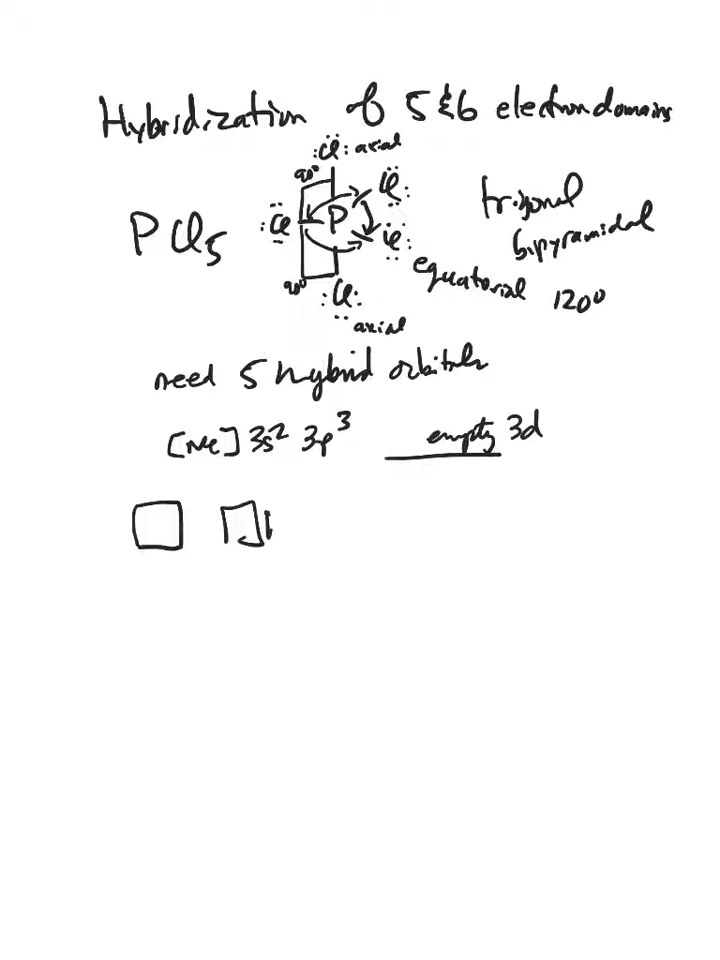 Hybridization of 5 & 6 electron domains
:Cl: axial
90°
Cl:
:Cl P
PCl5
trigonal
bipyramidal
Cl:
equatorial 120°
90°
:Cl:
axial
need 5 hybrid orbitals
[Ne] 3s² 3p³ empty 3d